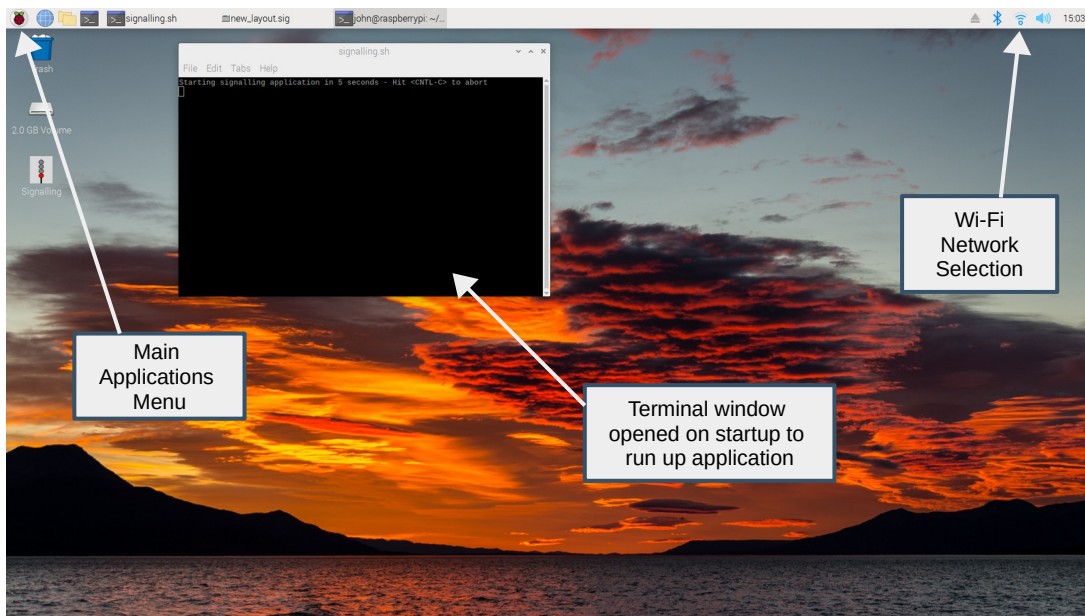 signalling.sh new_layout.sig john@raspberrypi: ~/... 15:03
signalling.sh
File Edit Tabs Help
Starting signalling application in 5 seconds - Hit <CNTL-C> to abort
2.0 GB Volume
Signalling
Wi-Fi
Network
Selection
Main
Applications
Menu
Terminal window
opened on startup to
run up application